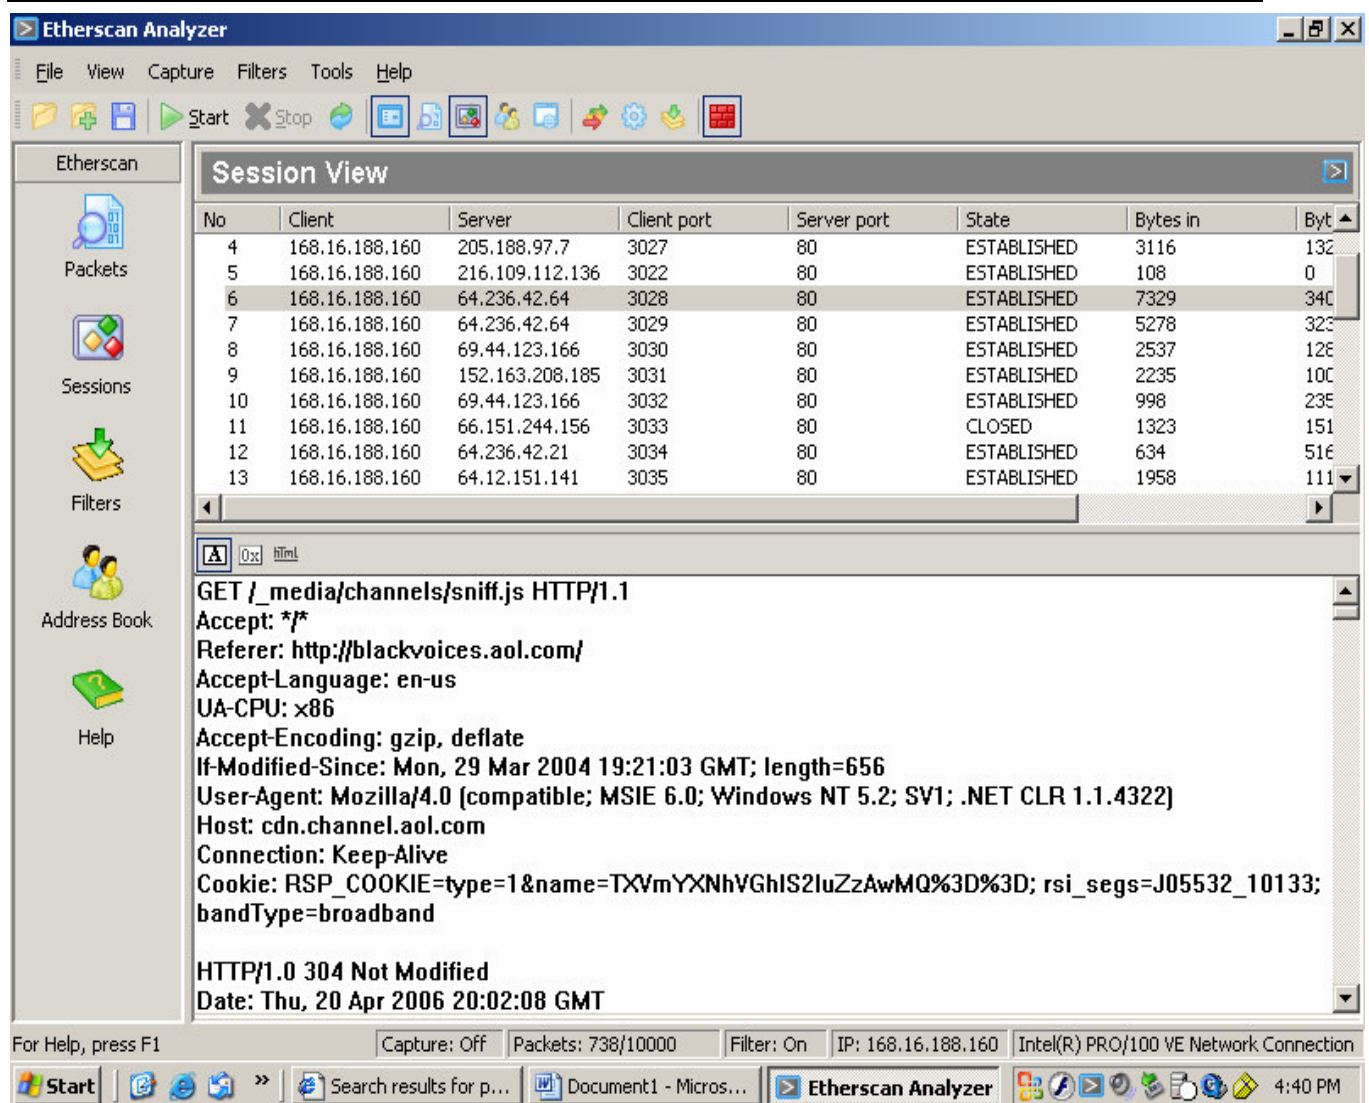 Etherscan Analyzer
File View Capture Filters Tools Help
Start Stop
Etherscan
Session View
No Client Server Client port Server port State Bytes in Byt
4 168.16.188.160 205.188.97.7 3027 80 ESTABLISHED 3116 132
5 168.16.188.160 216.109.112.136 3022 80 ESTABLISHED 108 0
6 168.16.188.160 64.236.42.64 3028 80 ESTABLISHED 7329 340
7 168.16.188.160 64.236.42.64 3029 80 ESTABLISHED 5278 323
8 168.16.188.160 69.44.123.166 3030 80 ESTABLISHED 2537 128
9 168.16.188.160 152.163.208.185 3031 80 ESTABLISHED 2235 100
10 168.16.188.160 69.44.123.166 3032 80 ESTABLISHED 998 235
11 168.16.188.160 66.151.244.156 3033 80 CLOSED 1323 151
12 168.16.188.160 64.236.42.21 3034 80 ESTABLISHED 634 516
13 168.16.188.160 64.12.151.141 3035 80 ESTABLISHED 1958 111
Packets
Sessions
Filters
Address Book
Help
A 0x html
GET /_media/channels/sniff.js HTTP/1.1
Accept: */*
Referer: http://blackvoices.aol.com/
Accept-Language: en-us
UA-CPU: x86
Accept-Encoding: gzip, deflate
If-Modified-Since: Mon, 29 Mar 2004 19:21:03 GMT; length=656
User-Agent: Mozilla/4.0 (compatible; MSIE 6.0; Windows NT 5.2; SV1; .NET CLR 1.1.4322)
Host: cdn.channel.aol.com
Connection: Keep-Alive
Cookie: RSP_COOKIE=type=1&name=TXVmYXNhVGhlS2luZzAwMQ%3D%3D; rsi_segs=J05532_10133;
bandType=broadband
HTTP/1.0 304 Not Modified
Date: Thu, 20 Apr 2006 20:02:08 GMT
For Help, press F1 Capture: Off Packets: 738/10000 Filter: On IP: 168.16.188.160 Intel(R) PRO/100 VE Network Connection
Start » Search results for p... Document1 - Micros... Etherscan Analyzer 4:40 PM